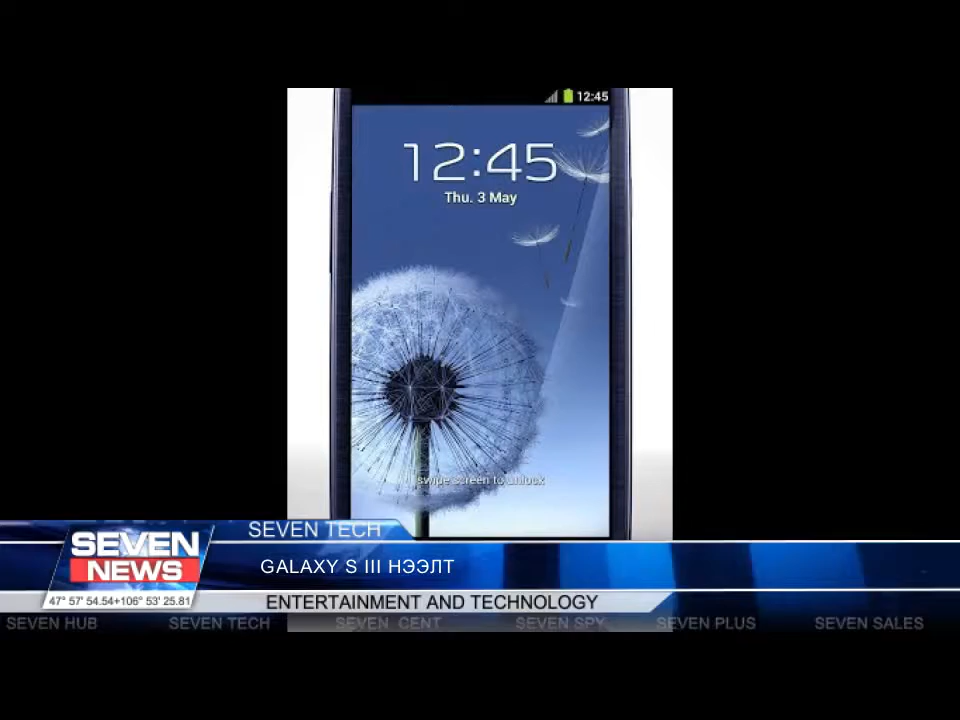 12:45
12:45
Thu. 3 May
swipe screen to unlock
SEVEN TECH
SEVEN
NEWS
GALAXY S III НЭЭЛТ
47° 57' 54.54+106° 53' 25.81
ENTERTAINMENT AND TECHNOLOGY
SEVEN HUB SEVEN TECH SEVEN CENT SEVEN SPY SEVEN PLUS SEVEN SALES